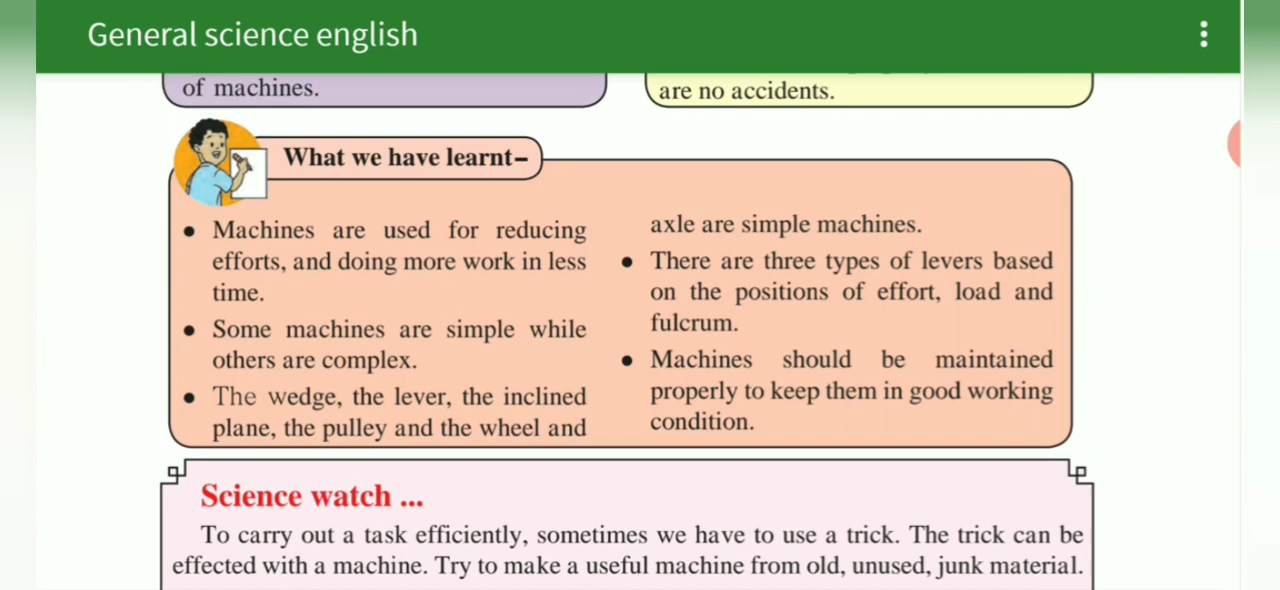 General science english
of machines.
are no accidents.
What we have learnt–
● Machines are used for reducing
efforts, and doing more work in less
time.
● Some machines are simple while
others are complex.
● The wedge, the lever, the inclined
plane, the pulley and the wheel and
axle are simple machines.
● There are three types of levers based
on the positions of effort, load and
fulcrum.
● Machines should be maintained
properly to keep them in good working
condition.
Science watch ...
To carry out a task efficiently, sometimes we have to use a trick. The trick can be
effected with a machine. Try to make a useful machine from old, unused, junk material.